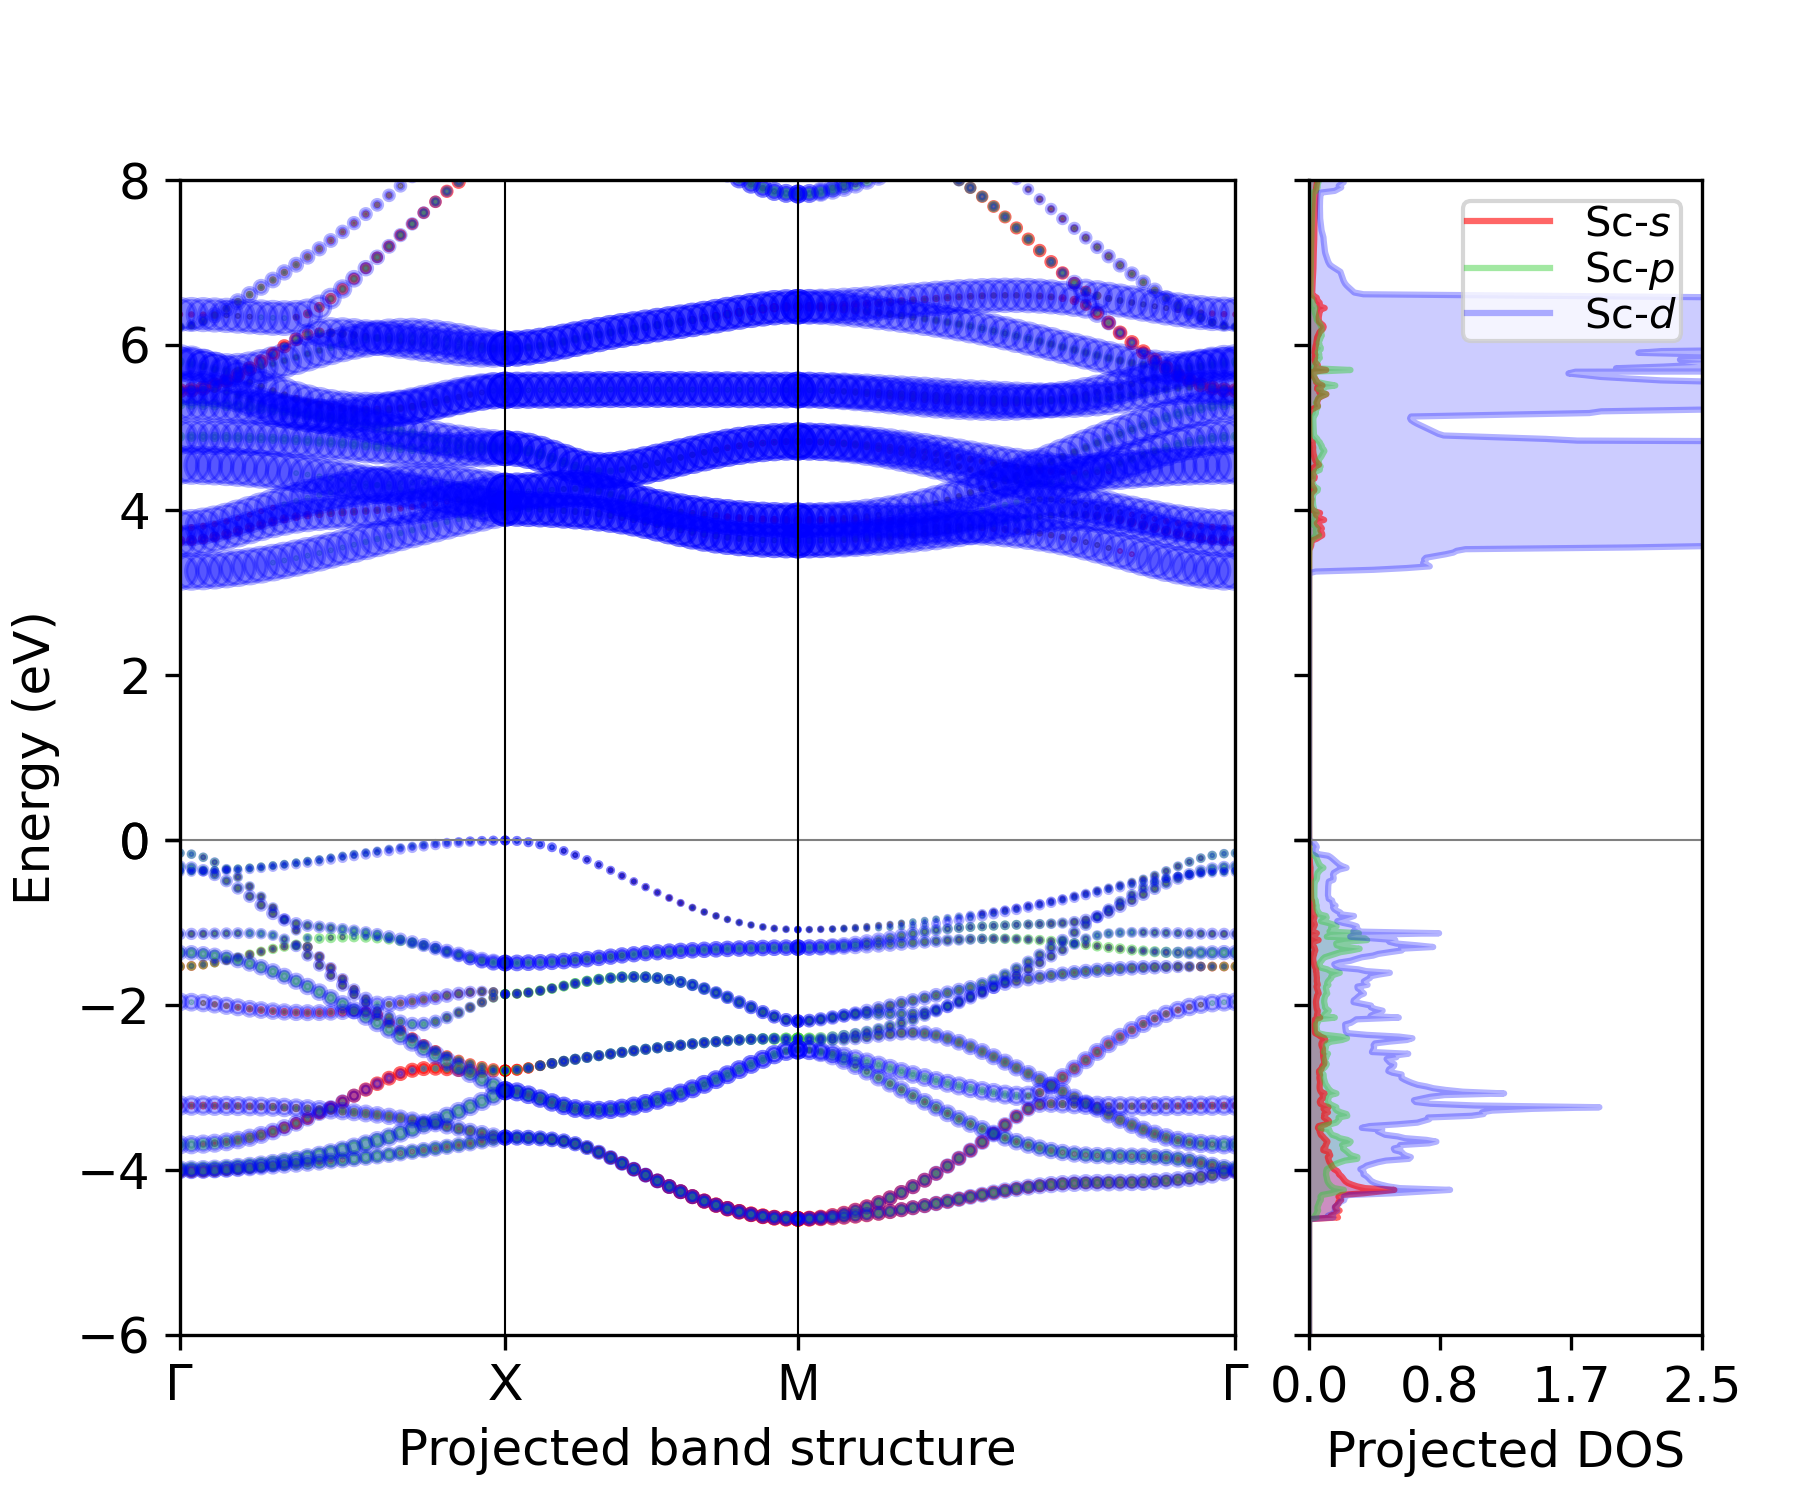 8
6
4
2
0
−2
−4
−6
Energy (eV)
Γ X M Γ
Projected band structure
Sc-s
Sc-p
Sc-d
0.0 0.8 1.7 2.5
Projected DOS